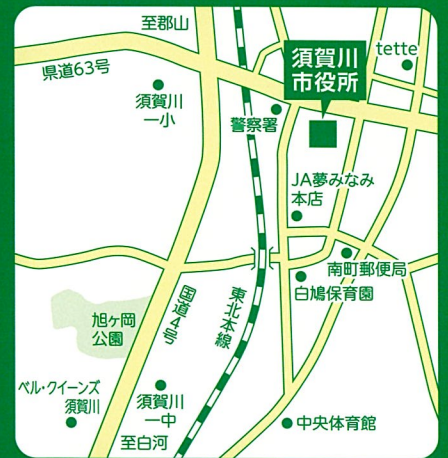 至郡山
県道63号
須賀川
市役所
tette
須賀川
一小
警察署
JA夢みなみ
本店
南町郵便局
白鳩保育園
国道4号
東北本線
旭ヶ岡
公園
ベル・クイーンズ
須賀川
須賀川
一中
至白河
中央体育館